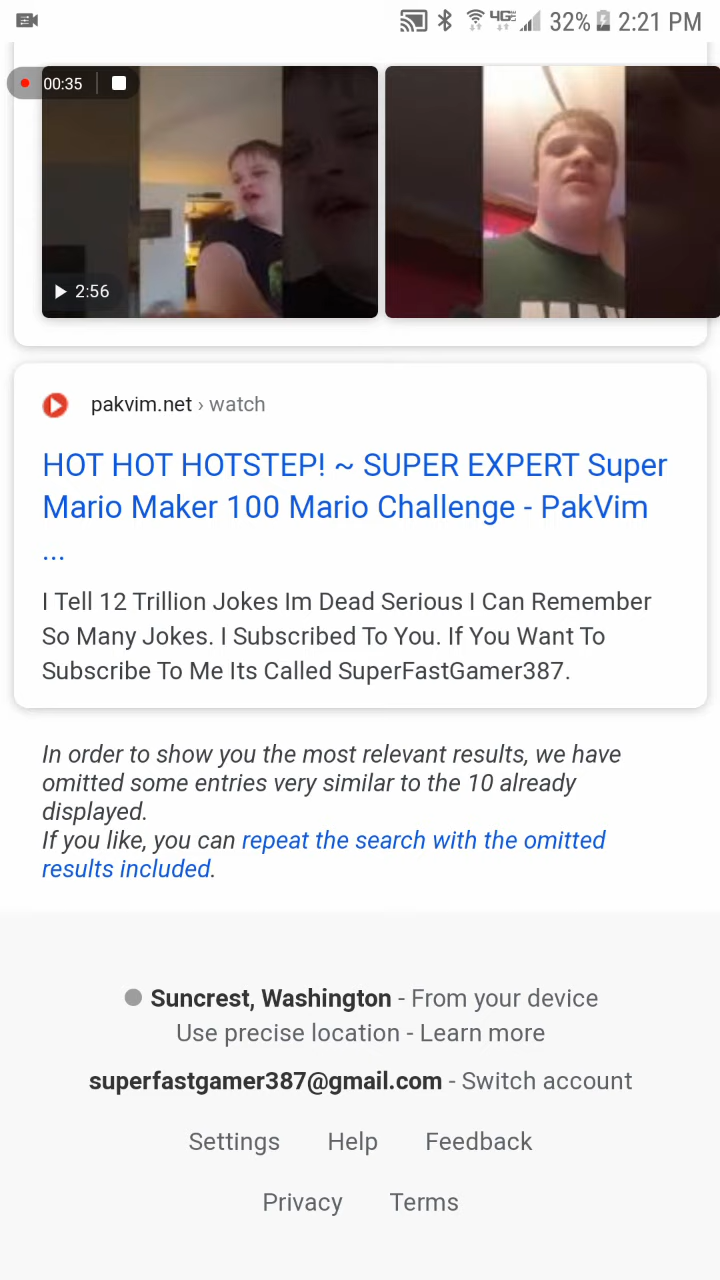 32% 2:21 PM
00:35
2:56
pakvim.net › watch
HOT HOT HOTSTEP! ~ SUPER EXPERT Super
Mario Maker 100 Mario Challenge - PakVim
...
I Tell 12 Trillion Jokes Im Dead Serious I Can Remember
So Many Jokes. I Subscribed To You. If You Want To
Subscribe To Me Its Called SuperFastGamer387.
In order to show you the most relevant results, we have
omitted some entries very similar to the 10 already
displayed.
If you like, you can repeat the search with the omitted
results included.
Suncrest, Washington - From your device
Use precise location - Learn more
superfastgamer387@gmail.com - Switch account
Settings Help Feedback
Privacy Terms